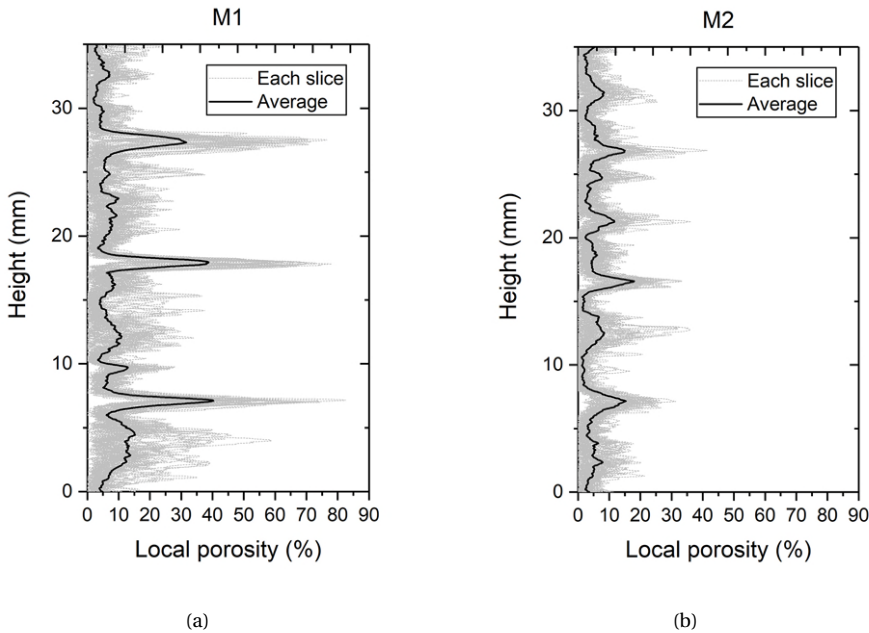 M1
Each slice
Average
Height (mm)
30
20
10
0
0 10 20 30 40 50 60 70 80 90
Local porosity (%)
(a)
M2
Each slice
Average
Height (mm)
30
20
10
0
0 10 20 30 40 50 60 70 80 90
Local porosity (%)
(b)